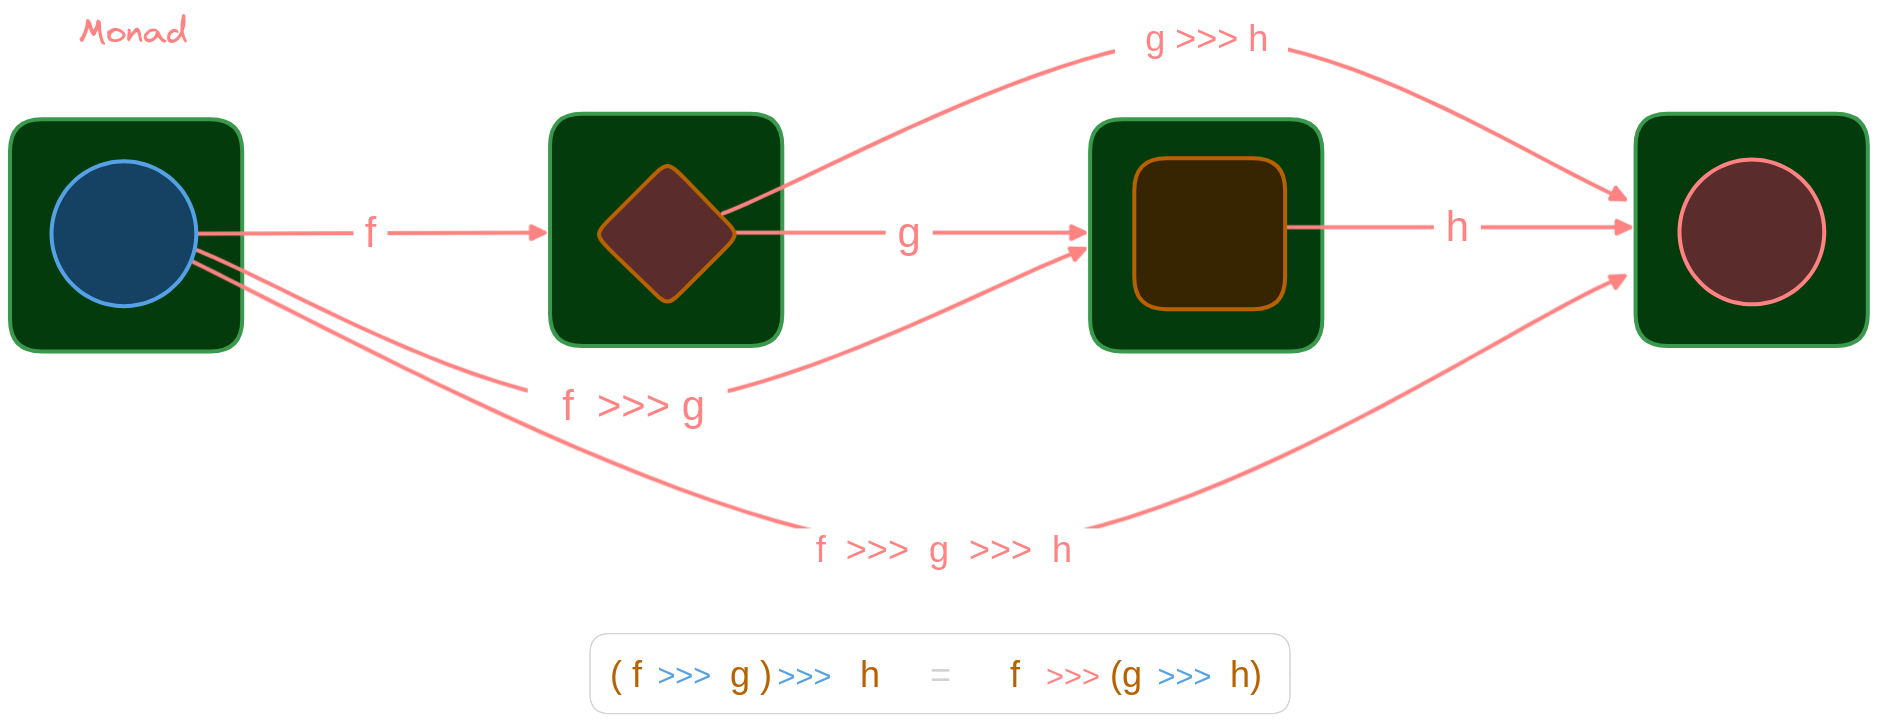 Monad
g >>> h
f
g
h
f >>> g
f >>> g >>> h
( f >>> g ) >>> h = f >>> (g >>> h)